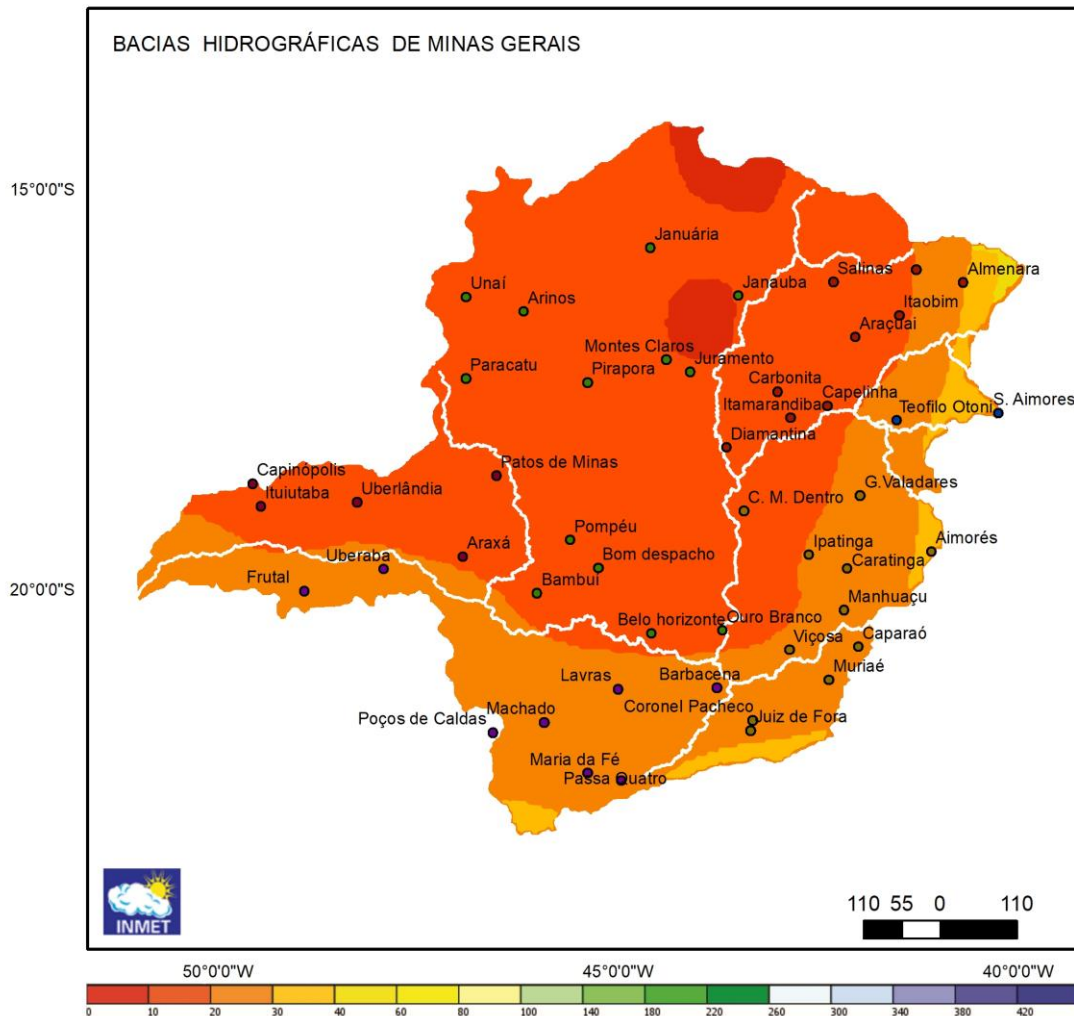 BACIAS HIDROGRÁFICAS DE MINAS GERAIS
15°0'0"S
Januária
Salinas
Almenara
Unaí
Arinos
Janauba
Itaobim
Araçuai
Montes Claros
Juramento
Paracatu
Pirapora
Carbonita
Capelinha
Itamarandiba
Teofilo Otoni
S. Aimores
Diamantina
Capinópolis
Patos de Minas
Ituiutaba
Uberlândia
G.Valadares
C. M. Dentro
Pompéu
Araxá
Ipatinga
Aimorés
Uberaba
Bom despacho
Caratinga
20°0'0"S
Frutal
Bambuí
Manhuaçu
Belo horizonte
Ouro Branco
Viçosa
Caparaó
Lavras
Barbacena
Muriaé
Coronel Pacheco
Machado
Poços de Caldas
Juiz de Fora
Maria da Fé
Passa Quatro
INMET
110 55 0 110
50°0'0"W 45°0'0"W 40°0'0"W
0 10 20 30 40 60 80 100 140 180 220 260 300 340 380 420